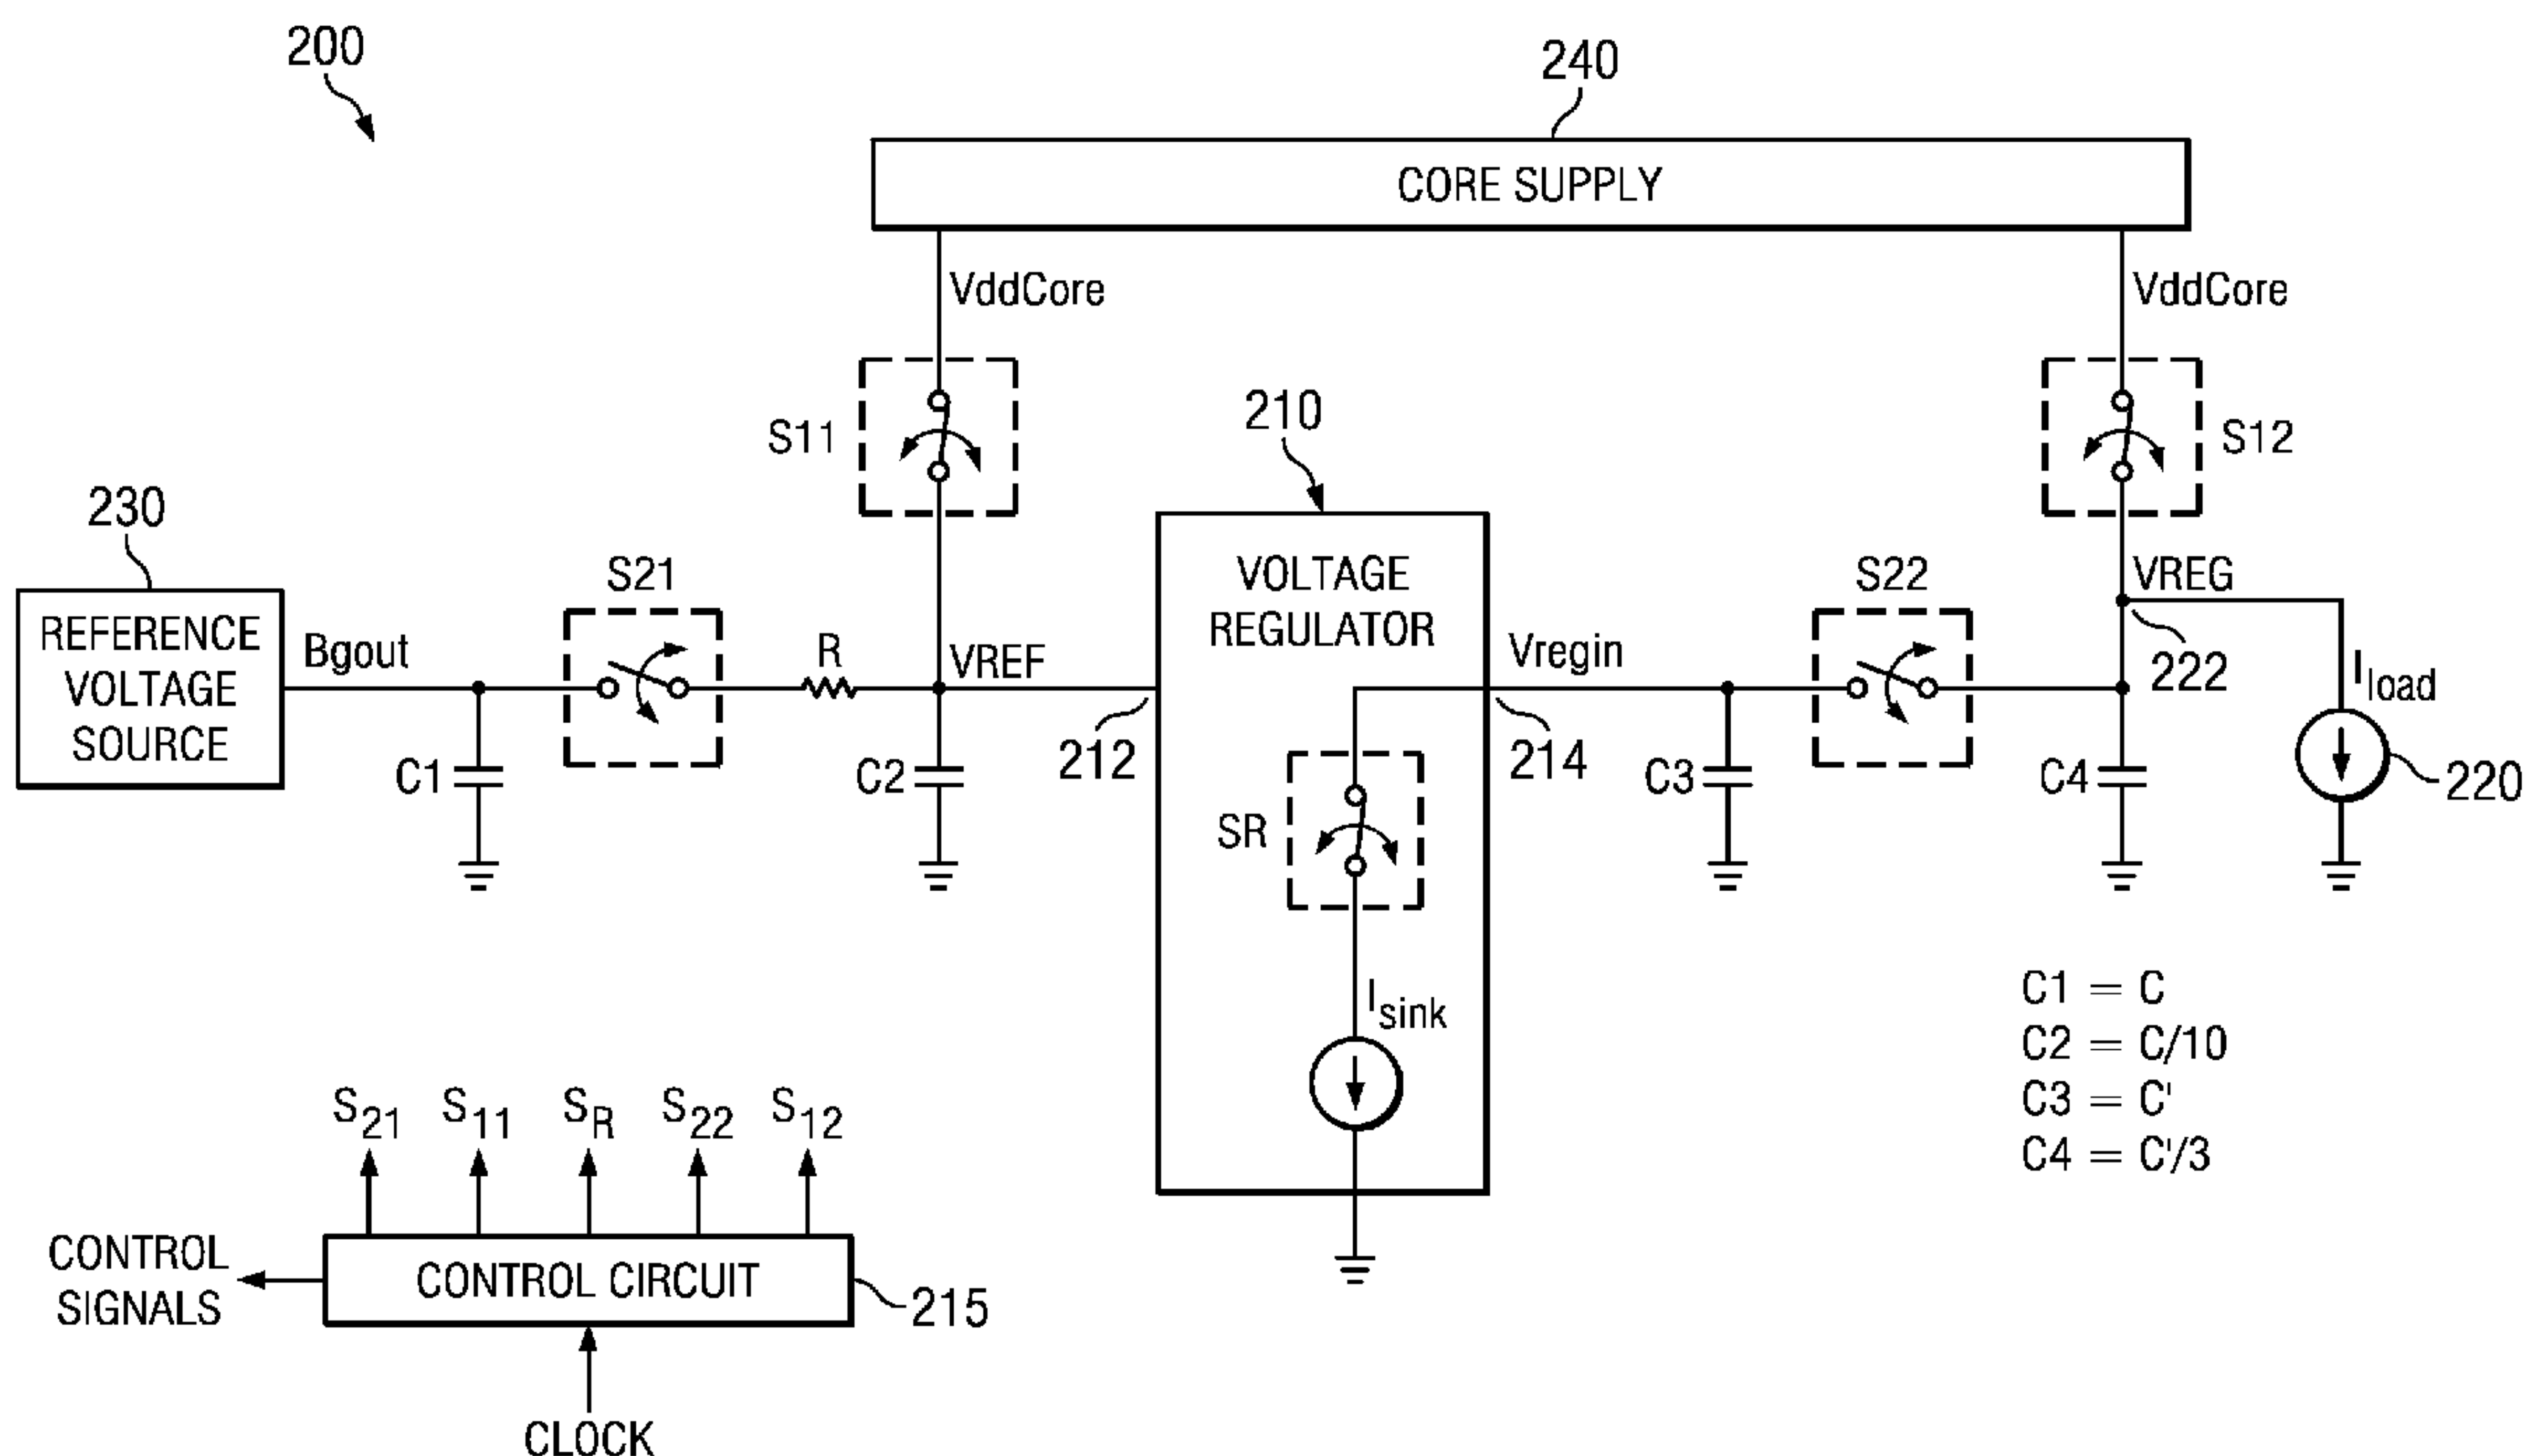 200
240
CORE SUPPLY
VddCore
VddCore
S11
S12
210
230
REFERENCE
VOLTAGE
SOURCE
Bgout
S21
R
VREF
C1
C2
212
VOLTAGE
REGULATOR
SR
Isink
Vregin
214
S22
C3
VREG
222
C4
Iload
220
C1 = C
C2 = C/10
C3 = C'
C4 = C'/3
S21 S11 SR S22 S12
CONTROL
SIGNALS
CONTROL CIRCUIT
215
CLOCK